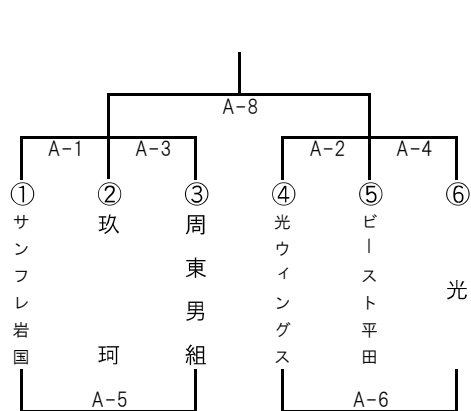 A-8
A-1 A-3 A-2 A-4
① ② ③ ④ ⑤ ⑥
サンフレ岩国
玖珂
周東男組
光ウィングス
ビースト平田
光
A-5 A-6